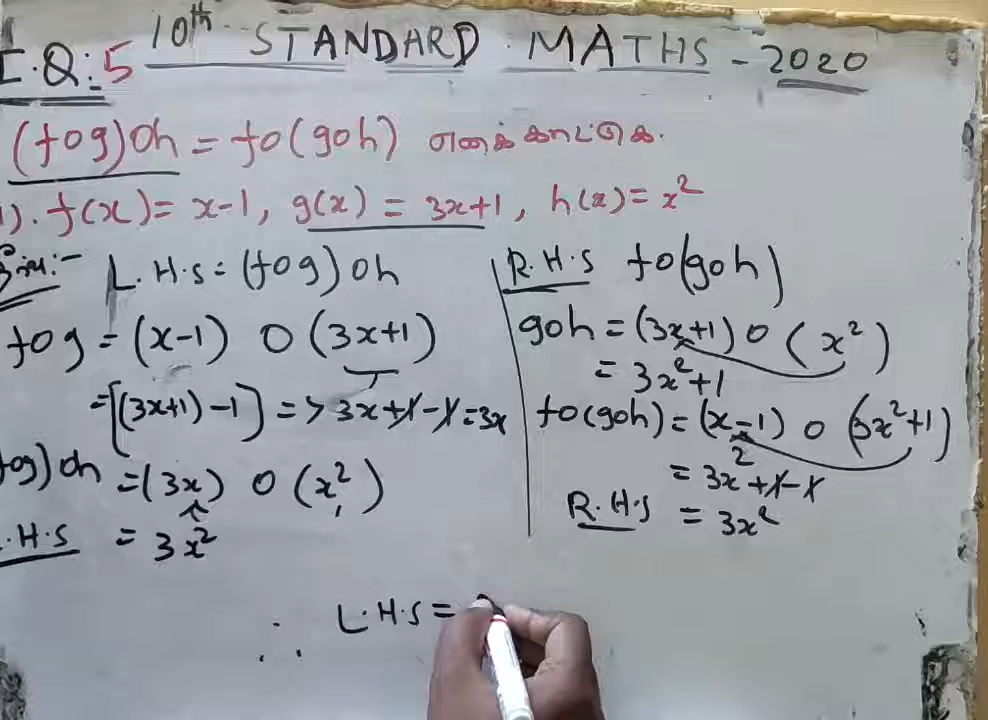 I.Q:5 10th STANDARD MATHS - 2020
(fog)oh = fo(goh) எனக் காட்டுக.
1). f(x) = x-1, g(x) = 3x+1, h(x) = x²
L.H.S = (fog)oh
fog = (x-1) o (3x+1)
= [(3x+1) -1] => 3x+1-1 = 3x
fog)oh = (3x) o (x²)
L.H.S = 3x²
R.H.S fo(goh)
goh = (3x+1) o (x²)
= 3x²+1
fo(goh) = (x-1) o (3x²+1)
= 3x²+1-1
R.H.S = 3x²
∴ L.H.S =